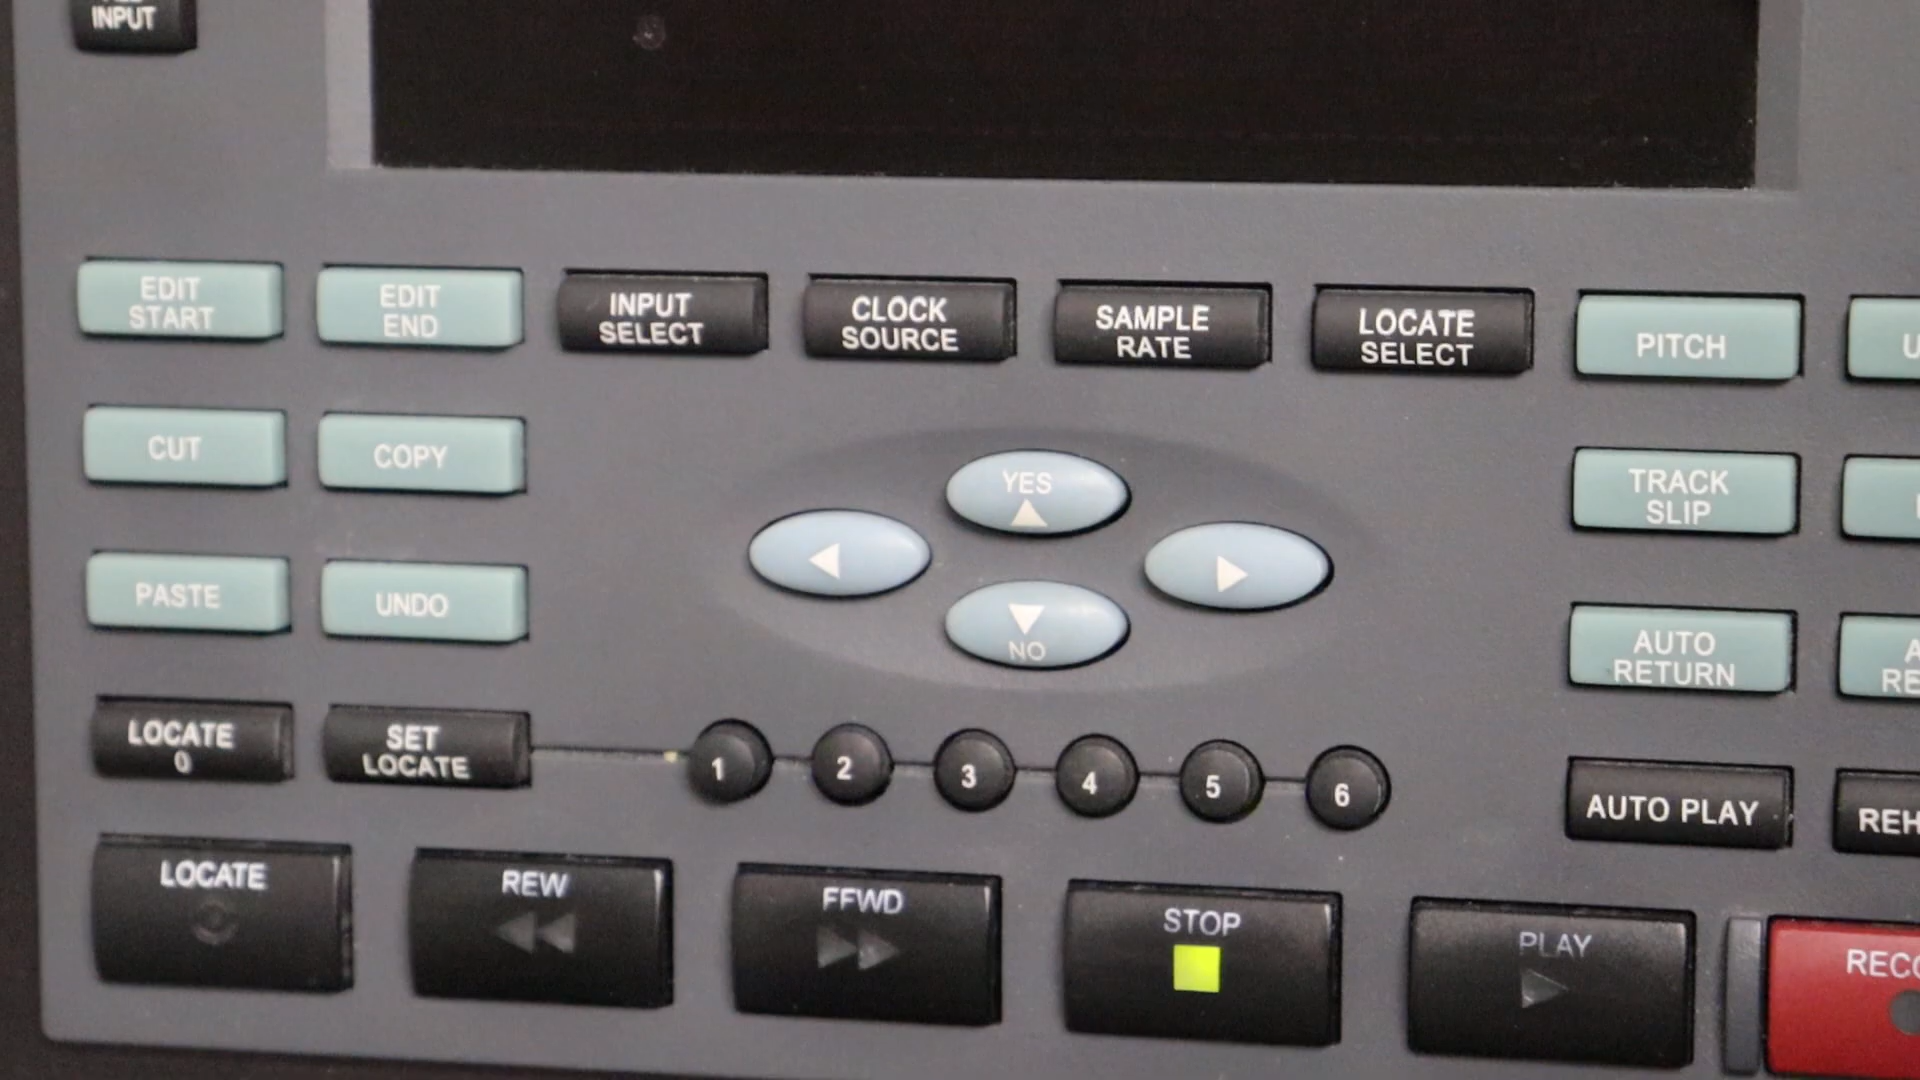 INPUT
EDIT
START
EDIT
END
INPUT
SELECT
CLOCK
SOURCE
SAMPLE
RATE
LOCATE
SELECT
PITCH
CUT
COPY
YES
TRACK
SLIP
PASTE
UNDO
NO
AUTO
RETURN
LOCATE
0
SET
LOCATE
1
2
3
4
5
6
AUTO PLAY
REH
LOCATE
REW
FFWD
STOP
PLAY
REC